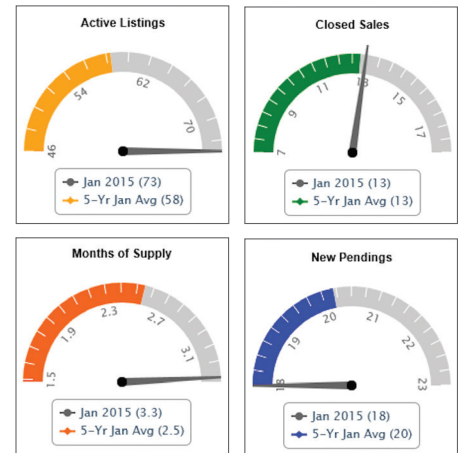 Active Listings
46
54
62
70
Jan 2015 (73)
5-Yr Jan Avg (58)
Closed Sales
7
9
11
13
15
17
Jan 2015 (13)
5-Yr Jan Avg (13)
Months of Supply
1.5
1.9
2.3
2.7
3.1
Jan 2015 (3.3)
5-Yr Jan Avg (2.5)
New Pendings
18
19
20
21
22
23
Jan 2015 (18)
5-Yr Jan Avg (20)